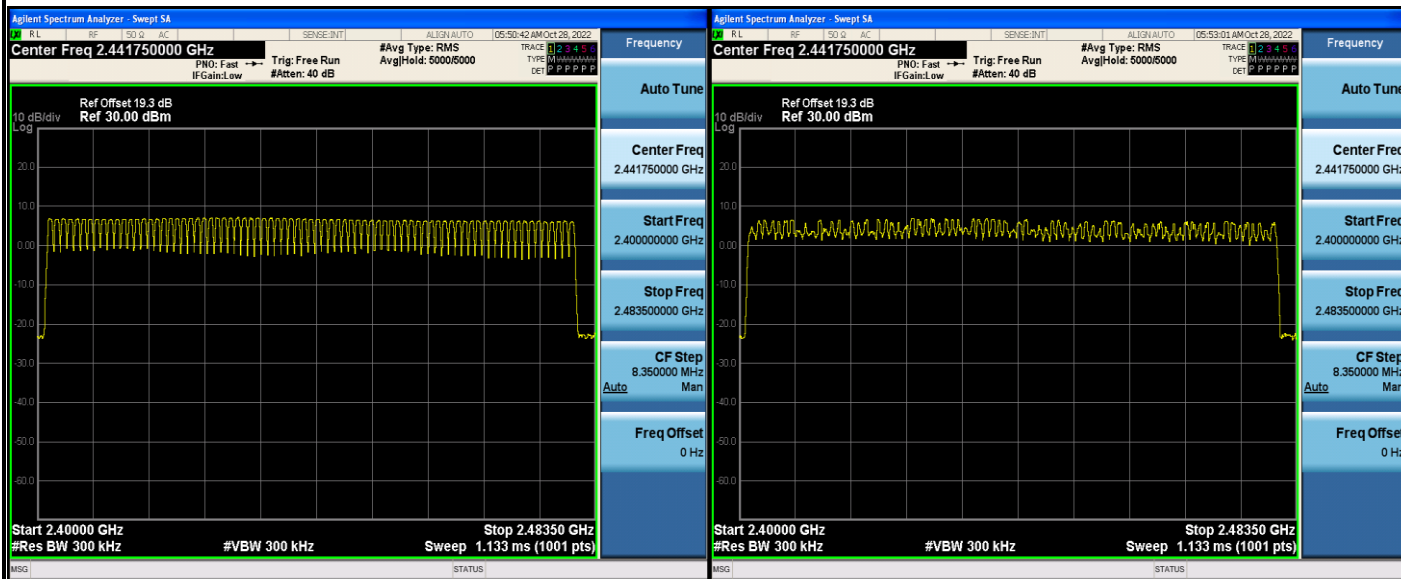 Agilent Spectrum Analyzer - Swept SA
RL RF 50 Ω AC SENSE:INT ALIGN AUTO 05:50:42 AM Oct 28, 2022
Center Freq 2.441750000 GHz
#Avg Type: RMS
TRACE 1 2 3 4 5 6
PNO: Fast
Trig: Free Run
Avg|Hold: 5000/5000
TYPE M
IFGain:Low
#Atten: 40 dB
DET P P P P P P
Ref Offset 19.3 dB
10 dB/div Ref 30.00 dBm
Log
20.0
10.0
0.00
-10.0
-20.0
-30.0
-40.0
-50.0
-60.0
Start 2.40000 GHz Stop 2.48350 GHz
#Res BW 300 kHz #VBW 300 kHz Sweep 1.133 ms (1001 pts)
MSG STATUS
Frequency
Auto Tune
Center Freq
2.441750000 GHz
Start Freq
2.400000000 GHz
Stop Freq
2.483500000 GHz
CF Step
8.350000 MHz
Auto Man
Freq Offset
0 Hz
Agilent Spectrum Analyzer - Swept SA
RL RF 50 Ω AC SENSE:INT ALIGN AUTO 05:53:01 AM Oct 28, 2022
Center Freq 2.441750000 GHz
#Avg Type: RMS
TRACE 1 2 3 4 5 6
PNO: Fast
Trig: Free Run
Avg|Hold: 5000/5000
TYPE M
IFGain:Low
#Atten: 40 dB
DET P P P P P P
Ref Offset 19.3 dB
10 dB/div Ref 30.00 dBm
Log
20.0
10.0
0.00
-10.0
-20.0
-30.0
-40.0
-50.0
-60.0
Start 2.40000 GHz Stop 2.48350 GHz
#Res BW 300 kHz #VBW 300 kHz Sweep 1.133 ms (1001 pts)
MSG STATUS
Frequency
Auto Tune
Center Freq
2.441750000 GHz
Start Freq
2.400000000 GHz
Stop Freq
2.483500000 GHz
CF Step
8.350000 MHz
Auto Man
Freq Offset
0 Hz